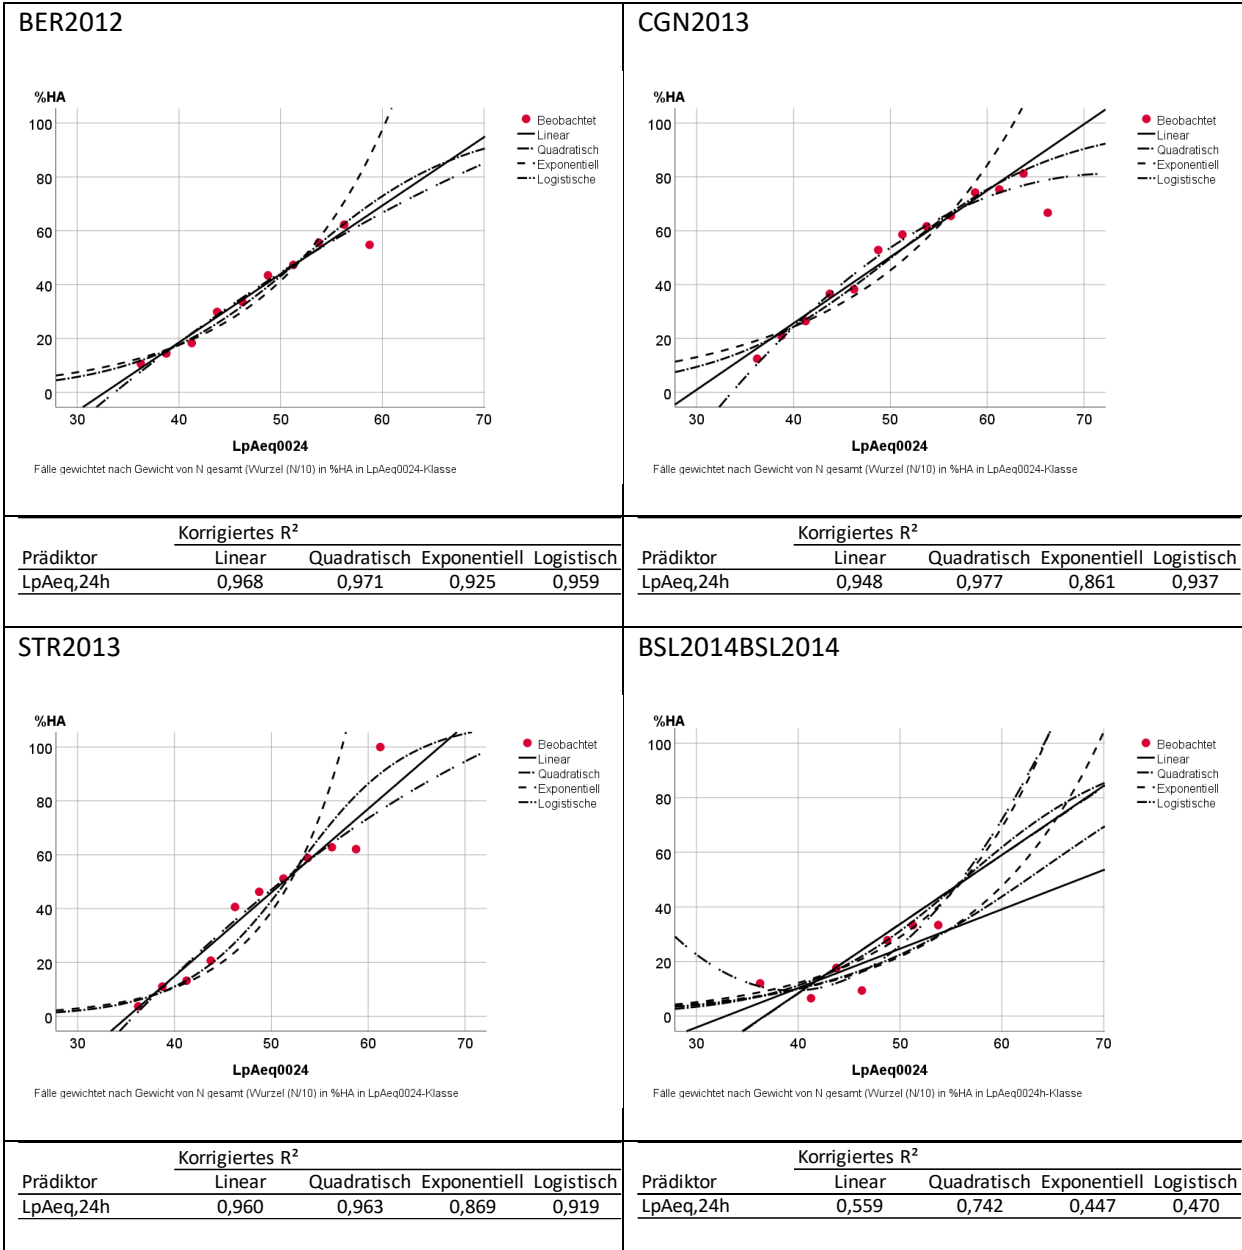 BER2012
%HA
100
80
60
40
20
0
30 40 50 60 70
LpAeq0024
Beobachtet
Linear
Quadratisch
Exponentiell
Logistische
Fälle gewichtet nach Gewicht von N gesamt (Wurzel (N/10) in %HA in LpAeq0024-Klasse
Korrigiertes R²
Prädiktor Linear Quadratisch Exponentiell Logistisch
LpAeq,24h 0,968 0,971 0,925 0,959
CGN2013
%HA
100
80
60
40
20
0
30 40 50 60 70
LpAeq0024
Beobachtet
Linear
Quadratisch
Exponentiell
Logistische
Fälle gewichtet nach Gewicht von N gesamt (Wurzel (N/10) in %HA in LpAeq0024-Klasse
Korrigiertes R²
Prädiktor Linear Quadratisch Exponentiell Logistisch
LpAeq,24h 0,948 0,977 0,861 0,937
STR2013
%HA
100
80
60
40
20
0
30 40 50 60 70
LpAeq0024
Beobachtet
Linear
Quadratisch
Exponentiell
Logistische
Fälle gewichtet nach Gewicht von N gesamt (Wurzel (N/10) in %HA in LpAeq0024-Klasse
Korrigiertes R²
Prädiktor Linear Quadratisch Exponentiell Logistisch
LpAeq,24h 0,960 0,963 0,869 0,919
BSL2014BSL2014
%HA
100
80
60
40
20
0
30 40 50 60 70
LpAeq0024
Beobachtet
Linear
Quadratisch
Exponentiell
Logistische
Fälle gewichtet nach Gewicht von N gesamt (Wurzel (N/10) in %HA in LpAeq0024h-Klasse
Korrigiertes R²
Prädiktor Linear Quadratisch Exponentiell Logistisch
LpAeq,24h 0,559 0,742 0,447 0,470